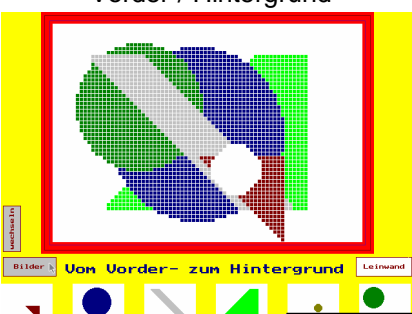 Vorder / Hintergrund
wechseln
Bilder
Vom Vorder- zum Hintergrund
Leinwand